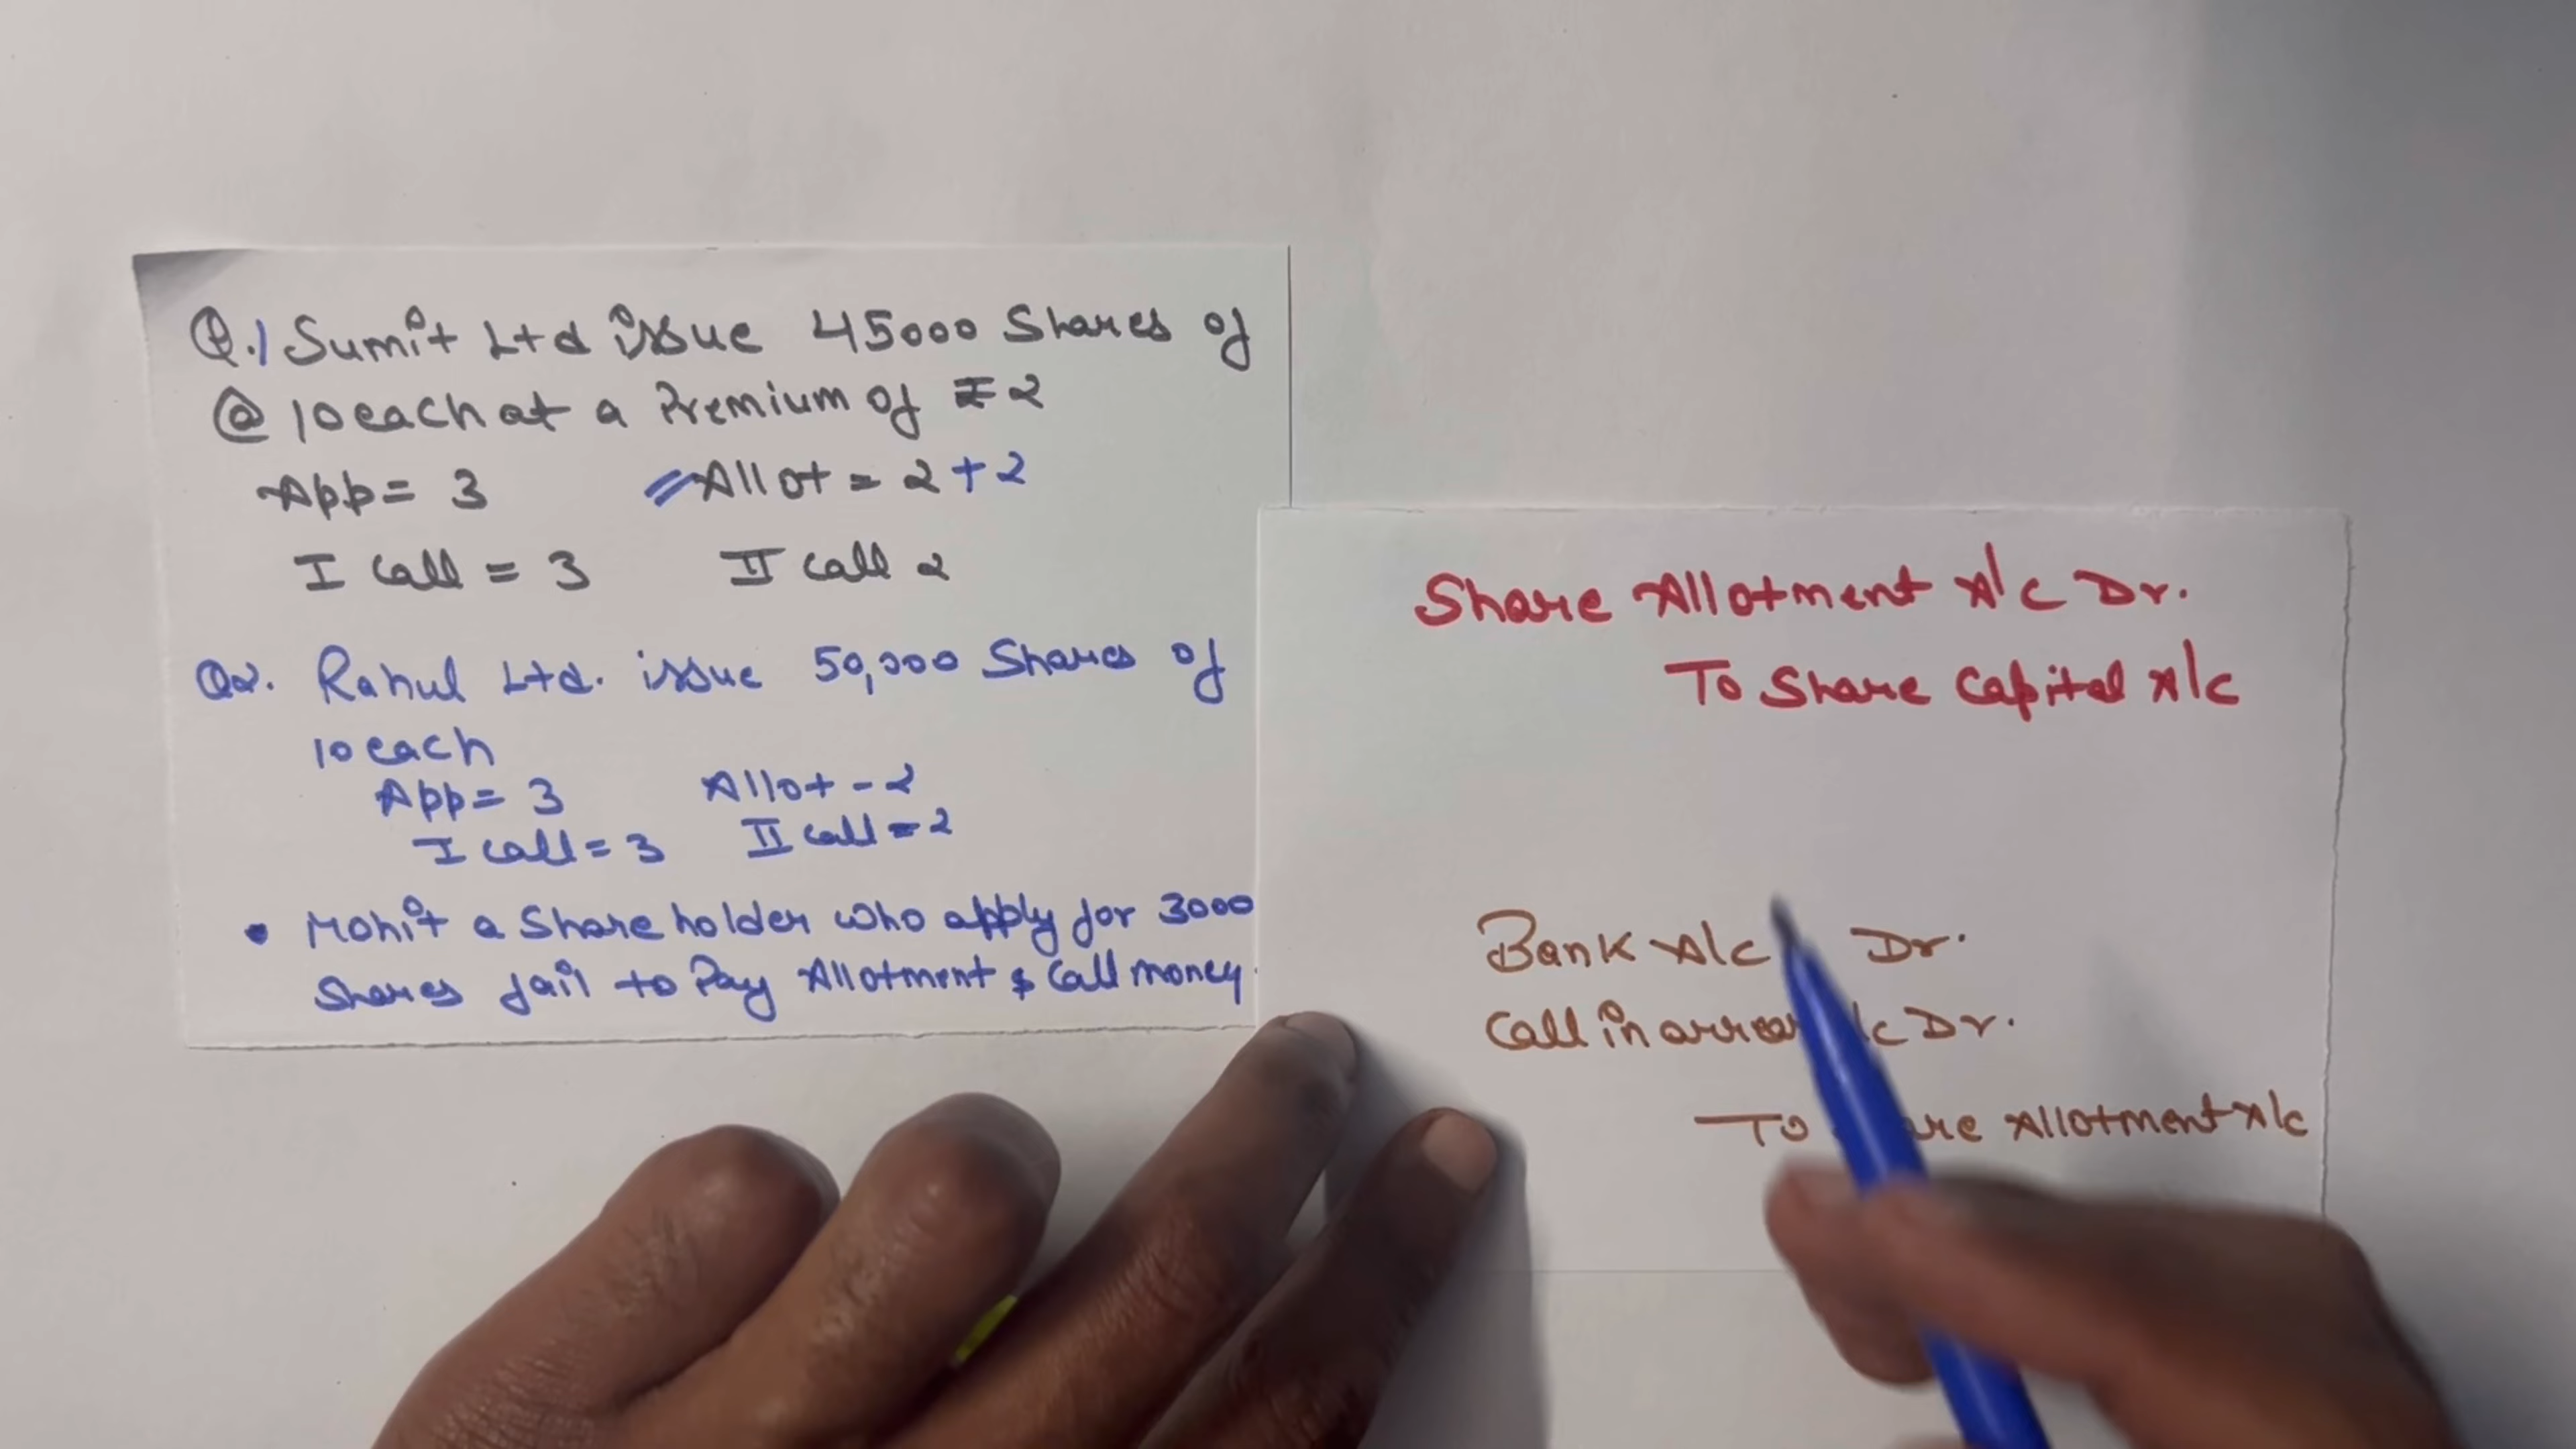 Q.1 Sumit Ltd issue 45000 Shares of
@ 10 each at a Premium of ₹ 2
App = 3 Allot = 2 + 2
I Call = 3 II Call 2
Q2. Rahul Ltd. issue 50,000 Shares of
10 each
App = 3 Allot - 2
I Call = 3 II Call = 2
• Mohit a Share holder who apply for 3000
Shares fail to Pay Allotment & Call money.
Share Allotment A/c Dr.
To Share Capital A/c
Bank A/c Dr.
Call in Dr.
To Allotment A/c